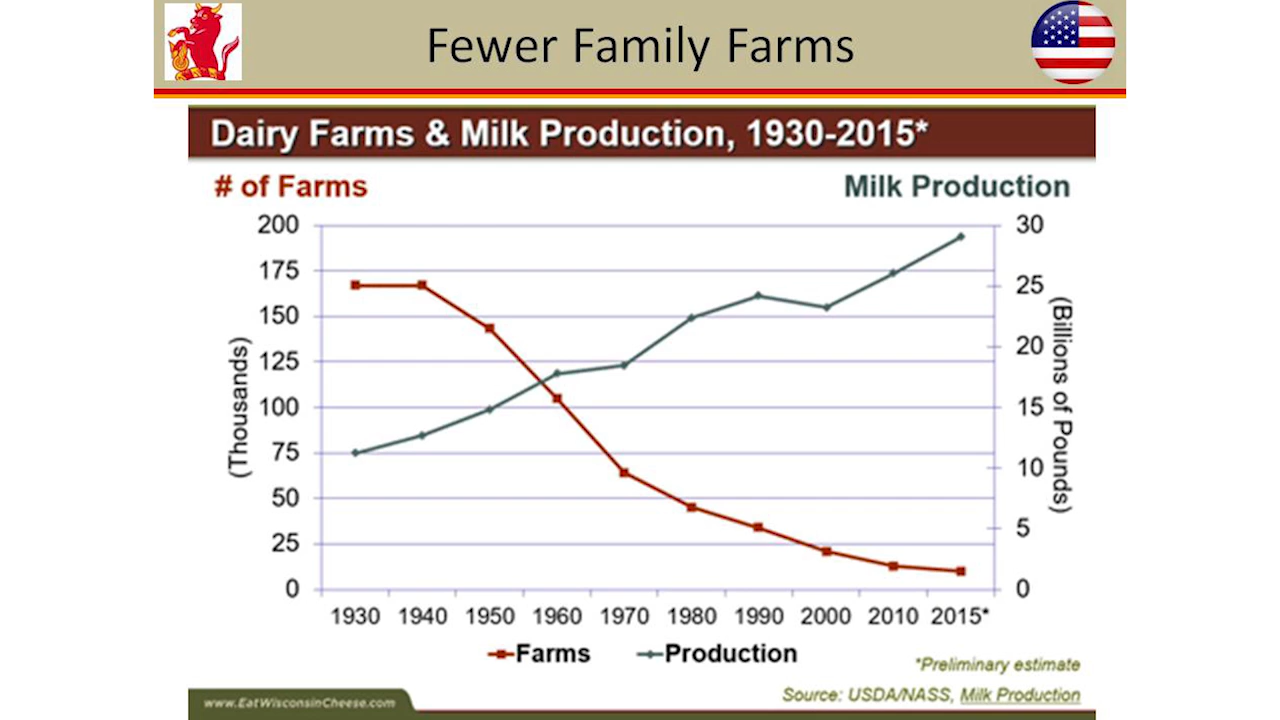 Fewer Family Farms
Dairy Farms & Milk Production, 1930-2015*
# of Farms
Milk Production
(Thousands)
200
175
150
125
100
75
50
25
0
30
25
20
15
10
5
0
(Billions of Pounds)
1930 1940 1950 1960 1970 1980 1990 2000 2010 2015*
Farms Production
*Preliminary estimate
Source: USDA/NASS, Milk Production
www.EatWisconsinCheese.com